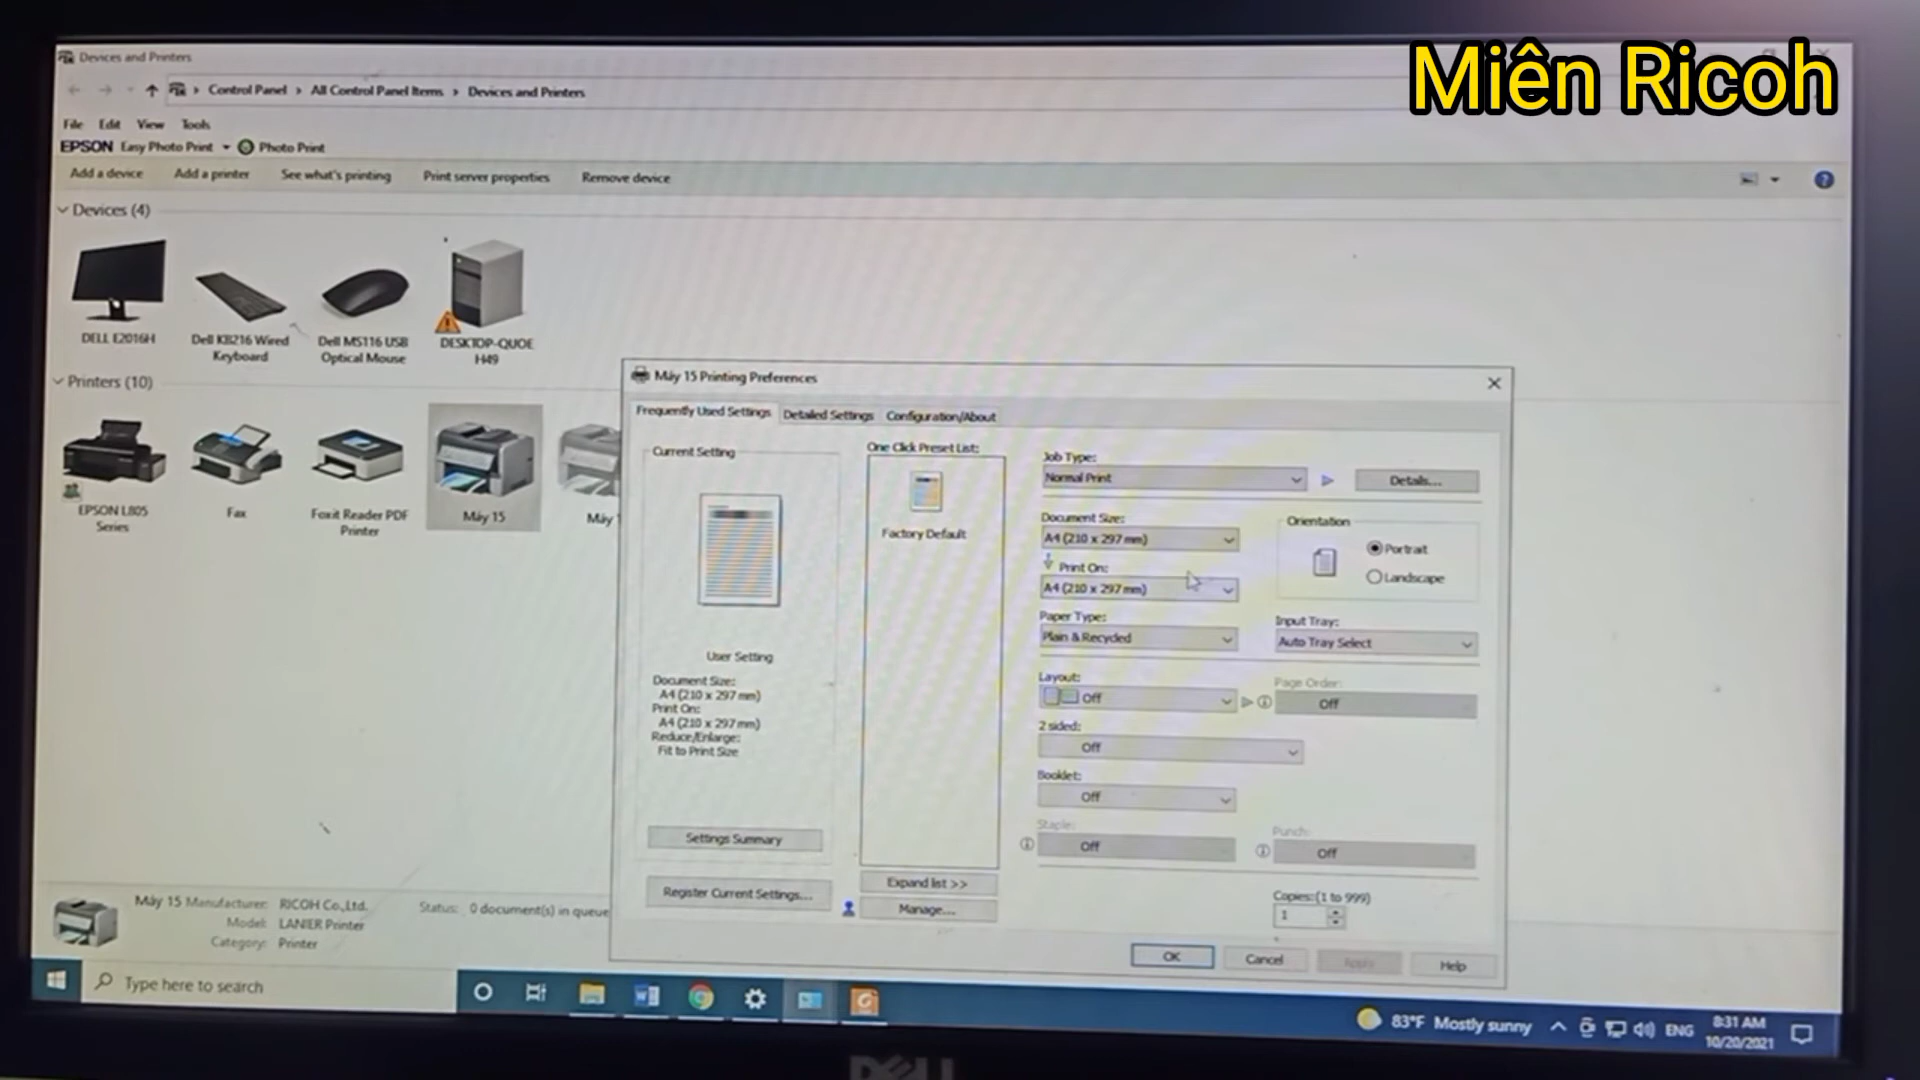 Miên Ricoh
Devices and Printers
Control Panel › All Control Panel Items › Devices and Printers
File Edit View Tools
EPSON Easy Photo Print Photo Print
Add a device Add a printer See what's printing Print server properties Remove device
Devices (4)
DELL E2016H
Dell KB216 Wired
Keyboard
Dell MS116 USB
Optical Mouse
DESKTOP-QUOE
H49
Printers (10)
EPSON L805
Series
Fax
Foxit Reader PDF
Printer
Máy 15
Máy 1
Máy 15 Printing Preferences
Frequently Used Settings Detailed Settings Configuration/About
Current Setting
User Setting
Document Size:
A4 (210 x 297 mm)
Print On:
A4 (210 x 297 mm)
Reduce/Enlarge:
Fit to Print Size
Settings Summary
Register Current Settings...
One Click Preset List:
Factory Default
Expand list >>
Manage...
Job Type:
Normal Print
Details...
Document Size:
A4 (210 x 297 mm)
Print On:
A4 (210 x 297 mm)
Orientation
Portrait
Landscape
Paper Type:
Plain & Recycled
Input Tray:
Auto Tray Select
Layout:
Off
Page Order:
Off
2 sided:
Off
Booklet:
Off
Staple:
Off
Punch:
Off
Copies:(1 to 999)
1
OK Cancel Apply Help
Máy 15 Manufacturer: RICOH Co.,Ltd.
Model: LANIER Printer
Category: Printer
Status: 0 document(s) in queue
Type here to search
83°F Mostly sunny
ENG
8:31 AM
10/20/2021
DELL